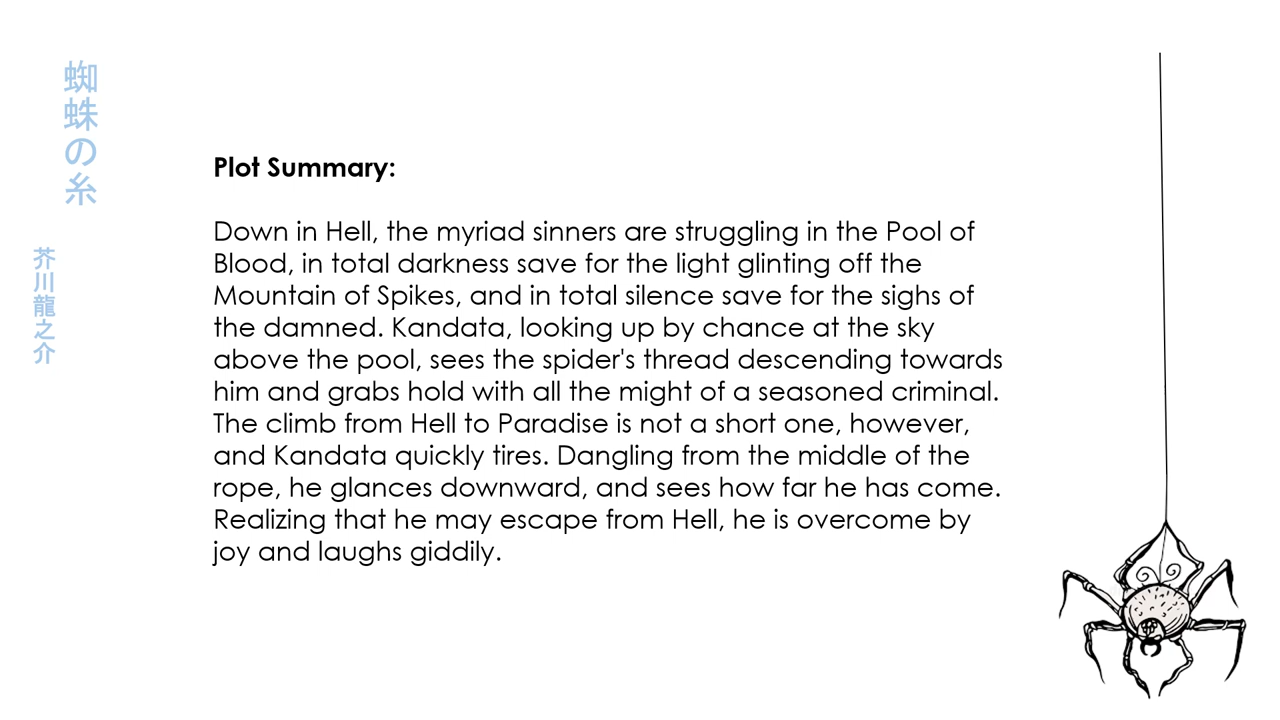 蜘蛛の糸
芥川龍之介
Plot Summary:
Down in Hell, the myriad sinners are struggling in the Pool of
Blood, in total darkness save for the light glinting off the
Mountain of Spikes, and in total silence save for the sighs of
the damned. Kandata, looking up by chance at the sky
above the pool, sees the spider's thread descending towards
him and grabs hold with all the might of a seasoned criminal.
The climb from Hell to Paradise is not a short one, however,
and Kandata quickly tires. Dangling from the middle of the
rope, he glances downward, and sees how far he has come.
Realizing that he may escape from Hell, he is overcome by
joy and laughs giddily.